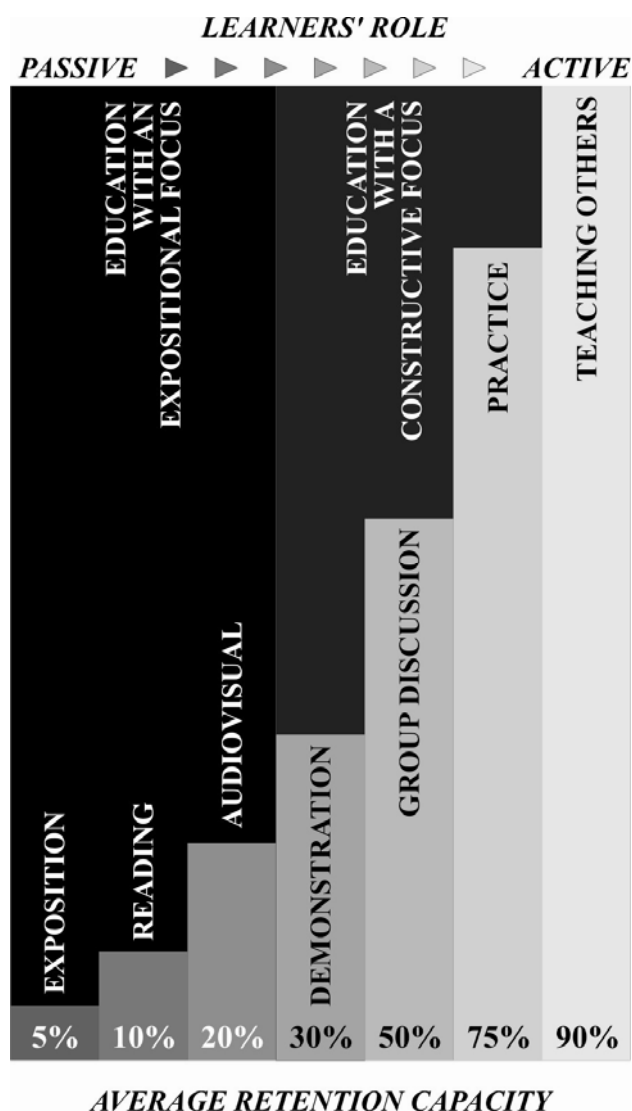 LEARNERS' ROLE
PASSIVE
ACTIVE
EDUCATION
WITH AN
EXPOSITIONAL FOCUS
EDUCATION
WITH A
CONSTRUCTIVE FOCUS
EXPOSITION
READING
AUDIOVISUAL
DEMONSTRATION
GROUP DISCUSSION
PRACTICE
TEACHING OTHERS
5%
10%
20%
30%
50%
75%
90%
AVERAGE RETENTION CAPACITY